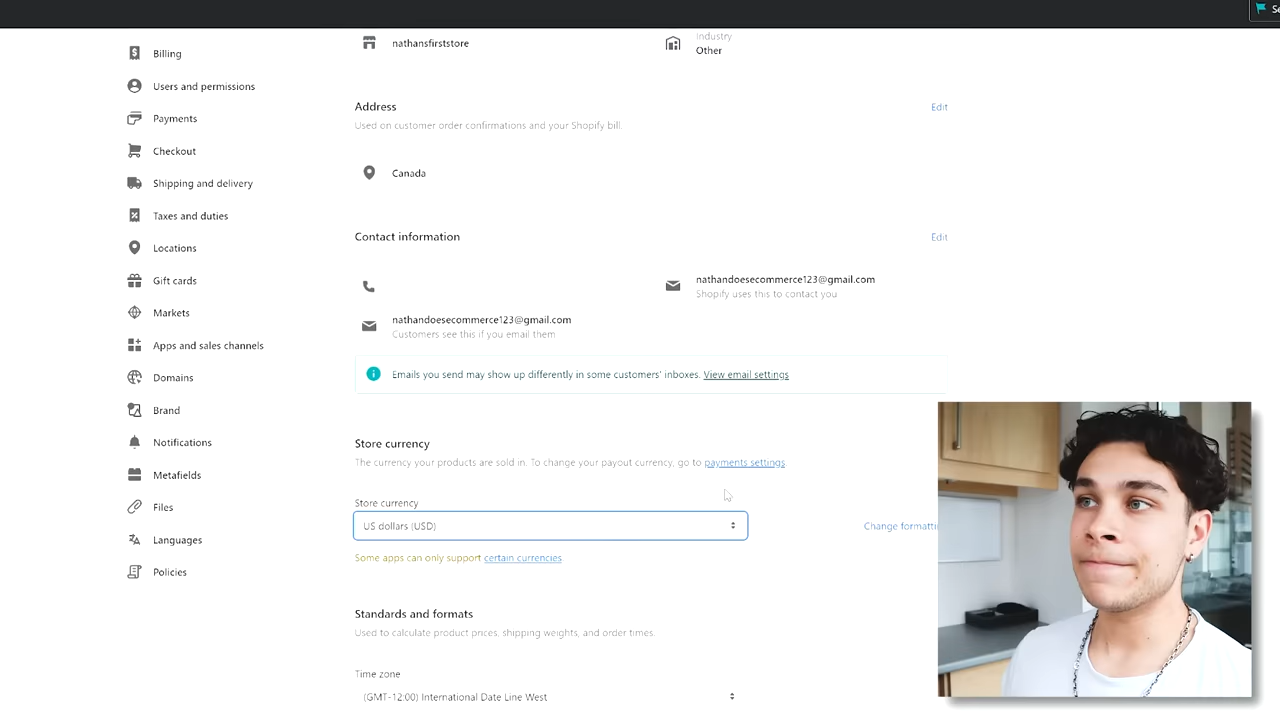 Se
Billing
Users and permissions
Payments
Checkout
Shipping and delivery
Taxes and duties
Locations
Gift cards
Markets
Apps and sales channels
Domains
Brand
Notifications
Metafields
Files
Languages
Policies
nathansfirststore
Industry
Other
Address
Edit
Used on customer order confirmations and your Shopify bill.
Canada
Contact information
Edit
nathandoesecommerce123@gmail.com
Shopify uses this to contact you
nathandoesecommerce123@gmail.com
Customers see this if you email them
Emails you send may show up differently in some customers' inboxes. View email settings
Store currency
The currency your products are sold in. To change your payout currency, go to payments settings
Store currency
US dollars (USD)
Change formatti
Some apps can only support certain currencies.
Standards and formats
Used to calculate product prices, shipping weights, and order times.
Time zone
(GMT-12:00) International Date Line West